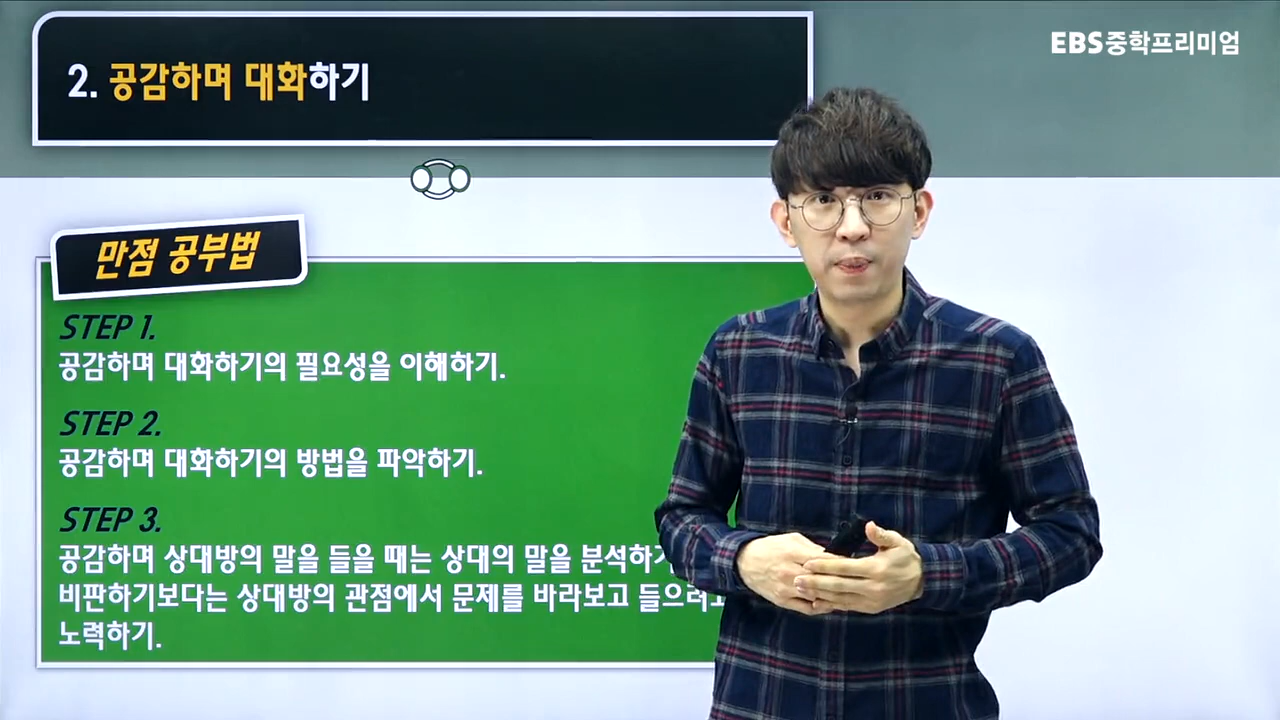 2. 공감하며 대화하기
EBS중학프리미엄
만점 공부법
STEP 1.
공감하며 대화하기의 필요성을 이해하기.
STEP 2.
공감하며 대화하기의 방법을 파악하기.
STEP 3.
공감하며 상대방의 말을 들을 때는 상대의 말을 분석하거
비판하기보다는 상대방의 관점에서 문제를 바라보고 들으려고
노력하기.